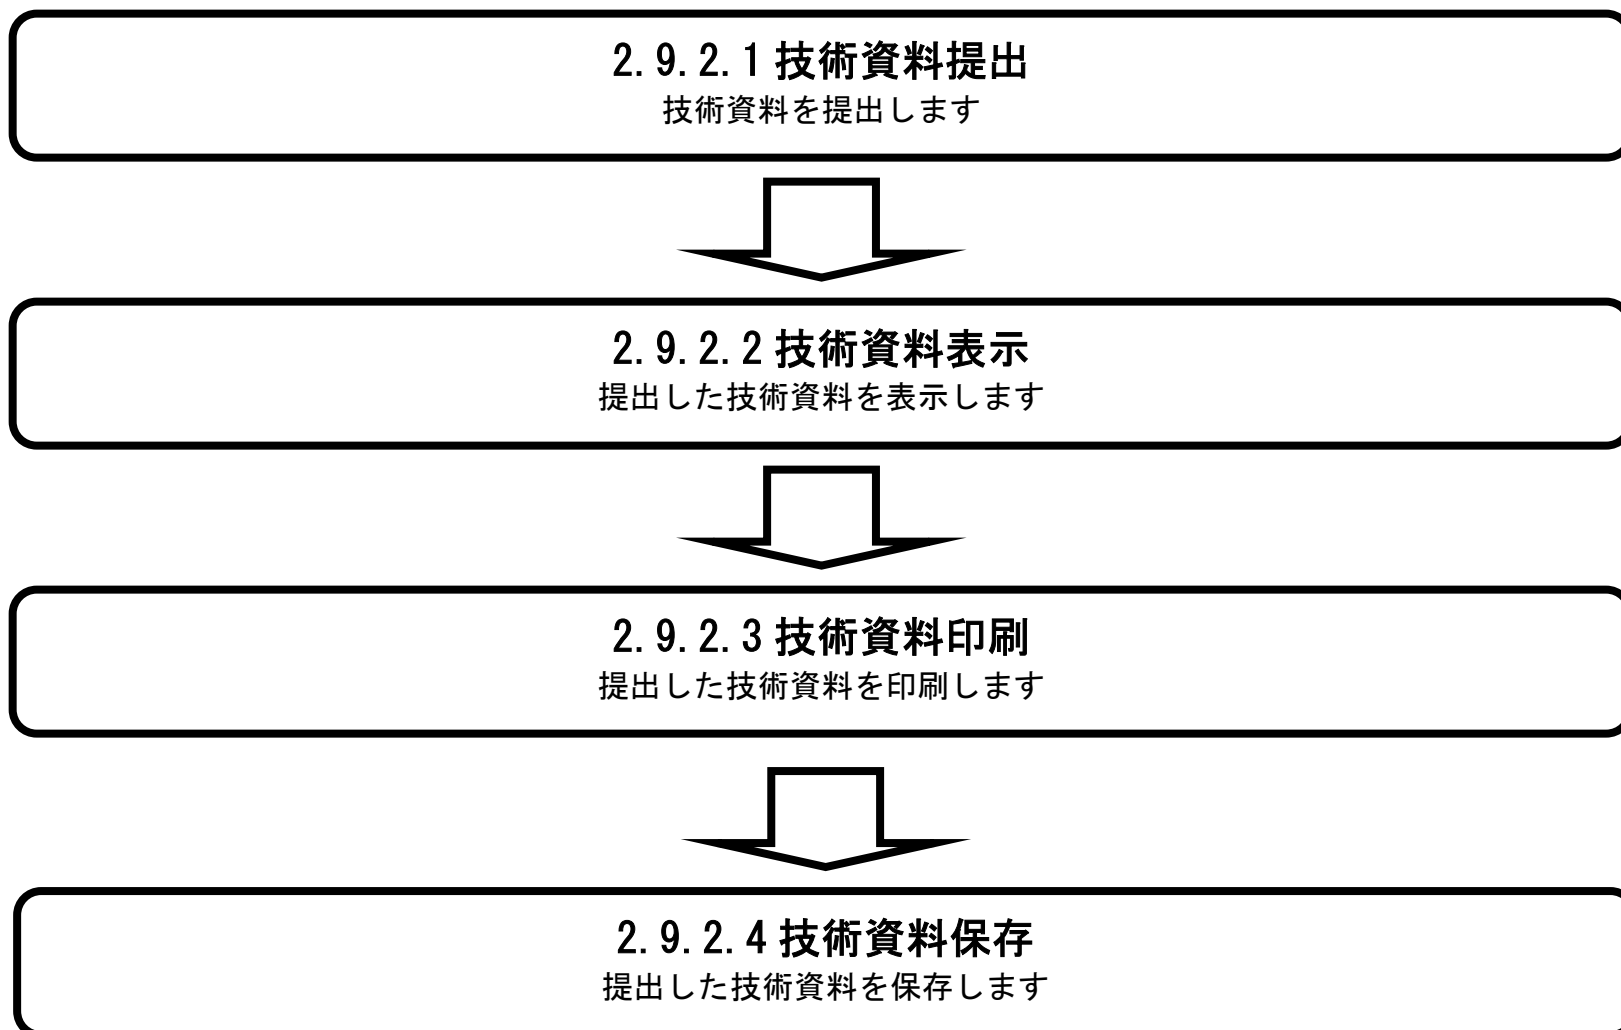 2.9.2.1 技術資料提出
技術資料を提出します
2.9.2.2 技術資料表示
提出した技術資料を表示します
2.9.2.3 技術資料印刷
提出した技術資料を印刷します
2.9.2.4 技術資料保存
提出した技術資料を保存します